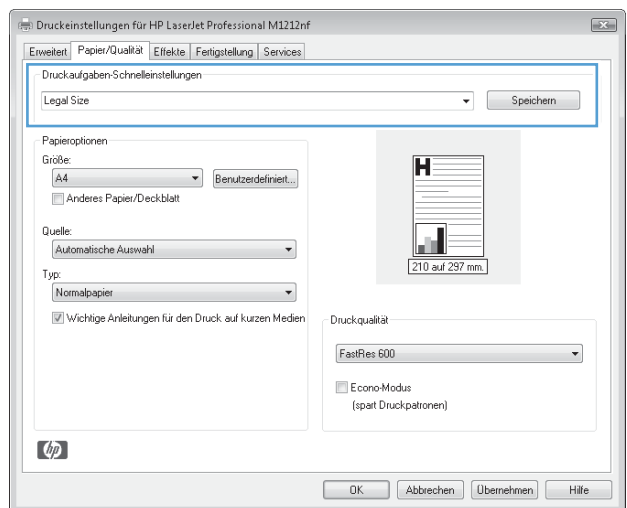 Druckeinstellungen für HP LaserJet Professional M1212nf
Erweitert Papier/Qualität Effekte Fertigstellung Services
Druckaufgaben-Schnelleinstellungen
Legal Size Speichern
Papieroptionen
Größe:
A4 Benutzerdefiniert...
Anderes Papier/Deckblatt
H
210 auf 297 mm.
Quelle:
Automatische Auswahl
Typ:
Normalpapier
Wichtige Anleitungen für den Druck auf kurzen Medien
Druckqualität
FastRes 600
Econo-Modus
(spart Druckpatronen)
hp
OK Abbrechen Übernehmen Hilfe